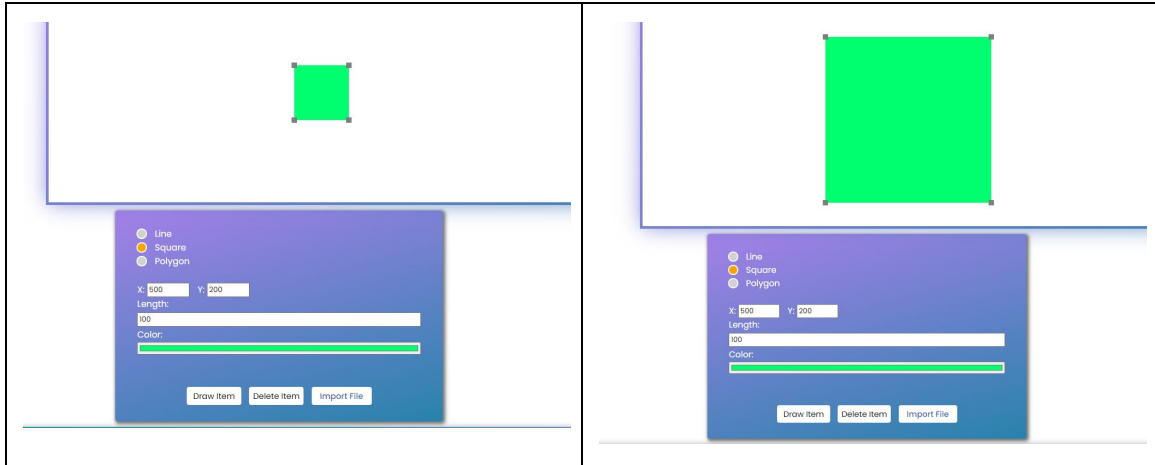 Line
Square
Polygon
X: 500 Y: 200
Length:
100
Color:
Draw Item Delete Item Import File
Line
Square
Polygon
X: 500 Y: 200
Length:
100
Color:
Draw Item Delete Item Import File